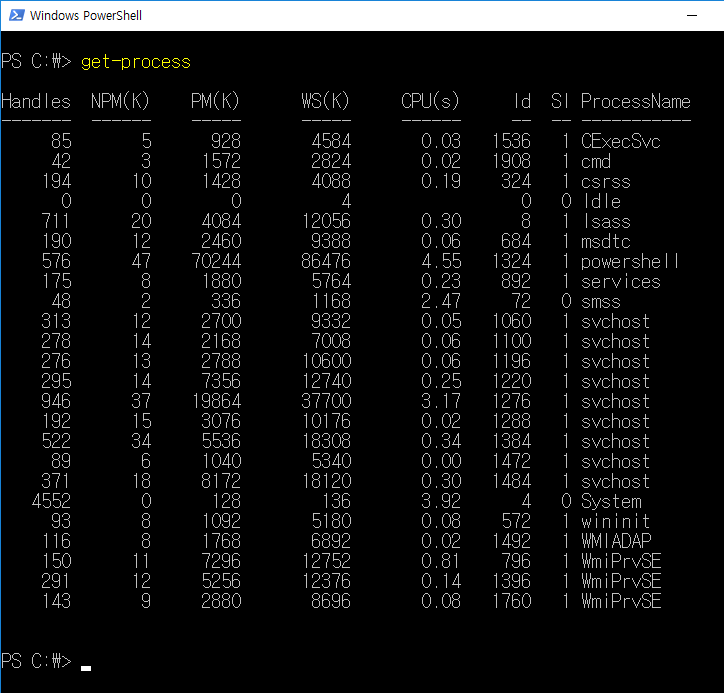 Windows PowerShell
PS C:₩> get-process
Handles NPM(K) PM(K) WS(K) CPU(s) Id SI ProcessName
------- ------ ----- ----- ------ -- -- -----------
85 5 928 4584 0.03 1536 1 CExecSvc
42 3 1572 2824 0.02 1908 1 cmd
194 10 1428 4088 0.19 324 1 csrss
0 0 0 4 0 0 Idle
711 20 4084 12056 0.30 8 1 lsass
190 12 2460 9388 0.06 684 1 msdtc
576 47 70244 86476 4.55 1324 1 powershell
175 8 1880 5764 0.23 892 1 services
48 2 336 1168 2.47 72 0 smss
313 12 2700 9332 0.05 1060 1 svchost
278 14 2168 7008 0.06 1100 1 svchost
276 13 2788 10600 0.06 1196 1 svchost
295 14 7356 12740 0.25 1220 1 svchost
946 37 19864 37700 3.17 1276 1 svchost
192 15 3076 10176 0.02 1288 1 svchost
522 34 5536 18308 0.34 1384 1 svchost
89 6 1040 5340 0.00 1472 1 svchost
371 18 8172 18120 0.30 1484 1 svchost
4552 0 128 136 3.92 4 0 System
93 8 1092 5180 0.08 572 1 wininit
116 8 1768 6892 0.02 1492 1 WMIADAP
150 11 7296 12752 0.81 796 1 WmiPrvSE
291 12 5256 12376 0.14 1396 1 WmiPrvSE
143 9 2880 8696 0.08 1760 1 WmiPrvSE
PS C:₩>